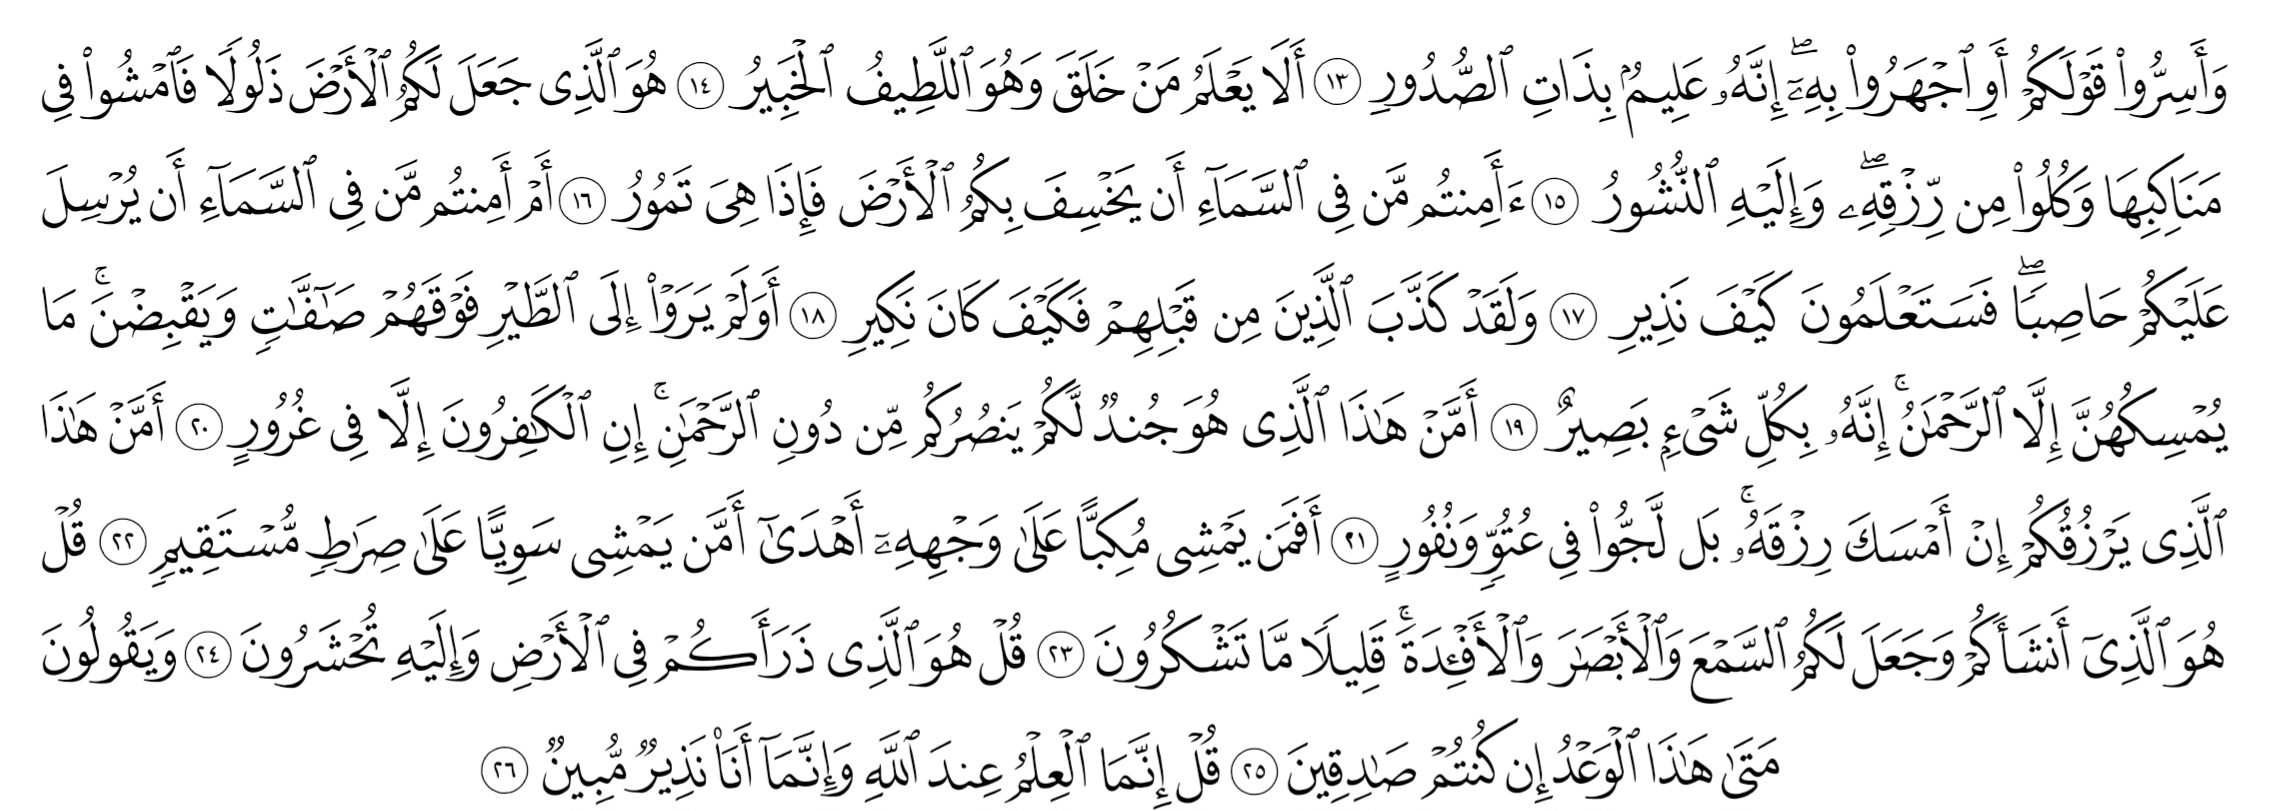 وَأَسِرُّوا۟ قَوْلَكُمْ أَوِ ٱجْهَرُوا۟ بِهِۦٓ ۖ إِنَّهُۥ عَلِيمٌۢ بِذَاتِ ٱلصُّدُورِ ١٣ أَلَا يَعْلَمُ مَنْ خَلَقَ وَهُوَ ٱللَّطِيفُ ٱلْخَبِيرُ ١٤ هُوَ ٱلَّذِى جَعَلَ لَكُمُ ٱلْأَرْضَ ذَلُولًا فَٱمْشُوا۟ فِى
مَنَاكِبِهَا وَكُلُوا۟ مِن رِّزْقِهِۦ ۖ وَإِلَيْهِ ٱلنُّشُورُ ١٥ ءَأَمِنتُم مَّن فِى ٱلسَّمَآءِ أَن يَخْسِفَ بِكُمُ ٱلْأَرْضَ فَإِذَا هِىَ تَمُورُ ١٦ أَمْ أَمِنتُم مَّن فِى ٱلسَّمَآءِ أَن يُرْسِلَ
عَلَيْكُمْ حَاصِبًا ۖ فَسَتَعْلَمُونَ كَيْفَ نَذِيرِ ١٧ وَلَقَدْ كَذَّبَ ٱلَّذِينَ مِن قَبْلِهِمْ فَكَيْفَ كَانَ نَكِيرِ ١٨ أَوَلَمْ يَرَوْا۟ إِلَى ٱلطَّيْرِ فَوْقَهُمْ صَٰٓفَّٰتٍ وَيَقْبِضْنَ ۚ مَا
يُمْسِكُهُنَّ إِلَّا ٱلرَّحْمَٰنُ ۚ إِنَّهُۥ بِكُلِّ شَىْءٍۭ بَصِيرٌ ١٩ أَمَّنْ هَٰذَا ٱلَّذِى هُوَ جُندٌ لَّكُمْ يَنصُرُكُم مِّن دُونِ ٱلرَّحْمَٰنِ ۚ إِنِ ٱلْكَٰفِرُونَ إِلَّا فِى غُرُورٍ ٢٠ أَمَّنْ هَٰذَا
ٱلَّذِى يَرْزُقُكُمْ إِنْ أَمْسَكَ رِزْقَهُۥ ۚ بَل لَّجُّوا۟ فِى عُتُوٍّ وَنُفُورٍ ٢١ أَفَمَن يَمْشِى مُكِبًّا عَلَىٰ وَجْهِهِۦٓ أَهْدَىٰٓ أَمَّن يَمْشِى سَوِيًّا عَلَىٰ صِرَٰطٍ مُّسْتَقِيمٍ ٢٢ قُلْ
هُوَ ٱلَّذِىٓ أَنشَأَكُمْ وَجَعَلَ لَكُمُ ٱلسَّمْعَ وَٱلْأَبْصَٰرَ وَٱلْأَفْـِٔدَةَ ۚ قَلِيلًا مَّا تَشْكُرُونَ ٢٣ قُلْ هُوَ ٱلَّذِى ذَرَأَكُمْ فِى ٱلْأَرْضِ وَإِلَيْهِ تُحْشَرُونَ ٢٤ وَيَقُولُونَ
مَتَىٰ هَٰذَا ٱلْوَعْدُ إِن كُنتُمْ صَٰدِقِينَ ٢٥ قُلْ إِنَّمَا ٱلْعِلْمُ عِندَ ٱللَّهِ وَإِنَّمَآ أَنَا۠ نَذِيرٌ مُّبِينٌ ٢٦